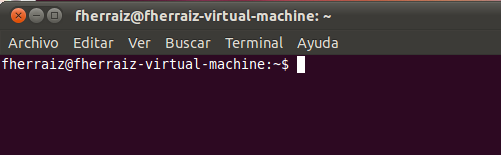 fherraiz@fherraiz-virtual-machine: ~
Archivo Editar Ver Buscar Terminal Ayuda
fherraiz@fherraiz-virtual-machine:~$